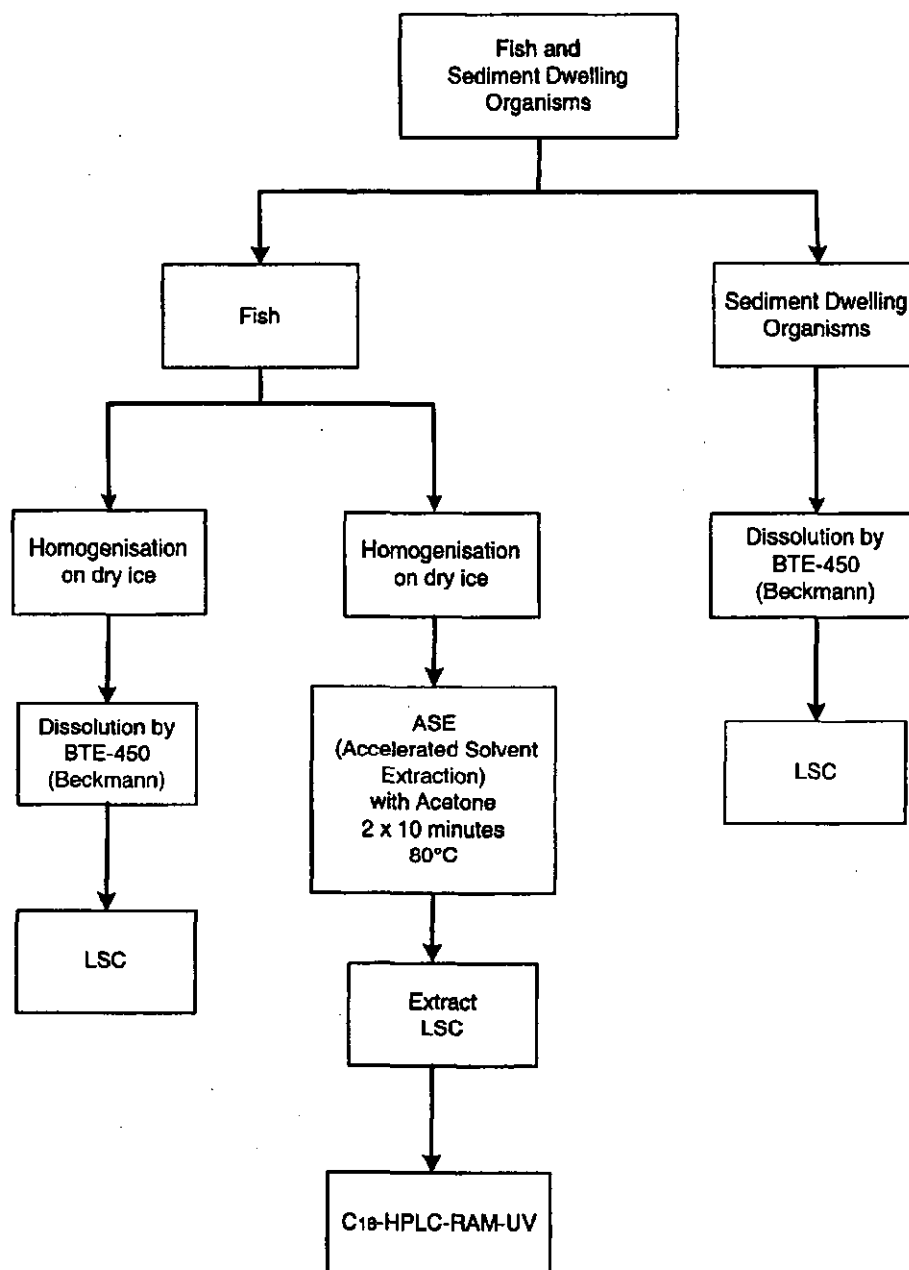 Fish and
Sediment Dwelling
Organisms
Fish
Sediment Dwelling
Organisms
Homogenisation
on dry ice
Homogenisation
on dry ice
Dissolution by
BTE-450
(Beckmann)
Dissolution by
BTE-450
(Beckmann)
ASE
(Accelerated Solvent
Extraction)
with Acetone
2 x 10 minutes
80°C
LSC
LSC
Extract
LSC
C18-HPLC-RAM-UV